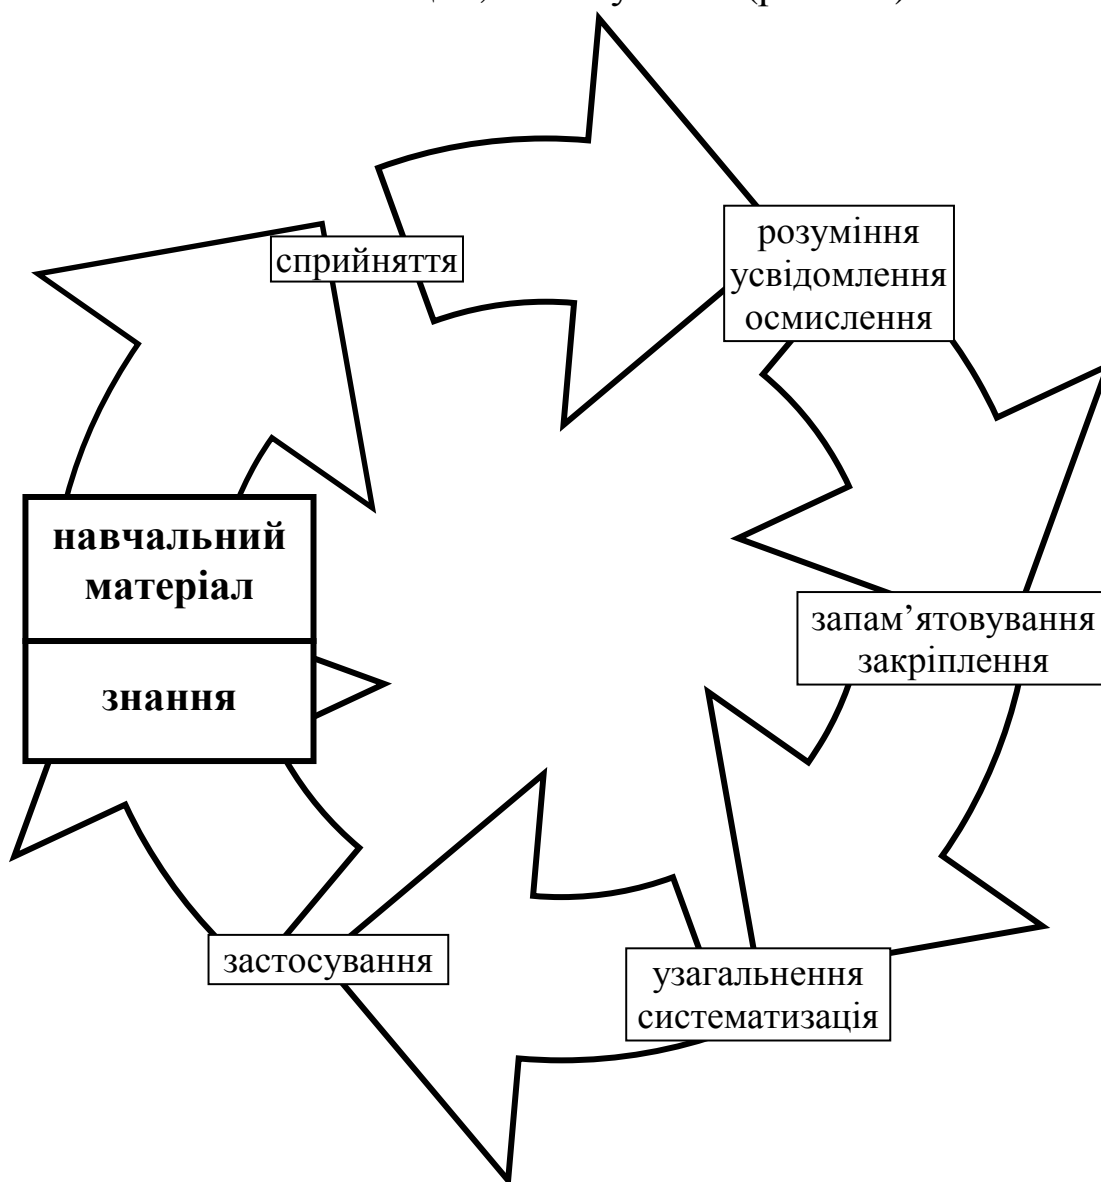 сприйняття
розуміння
усвідомлення
осмислення
навчальний
матеріал
знання
запам’ятовування
закріплення
застосування
узагальнення
систематизація